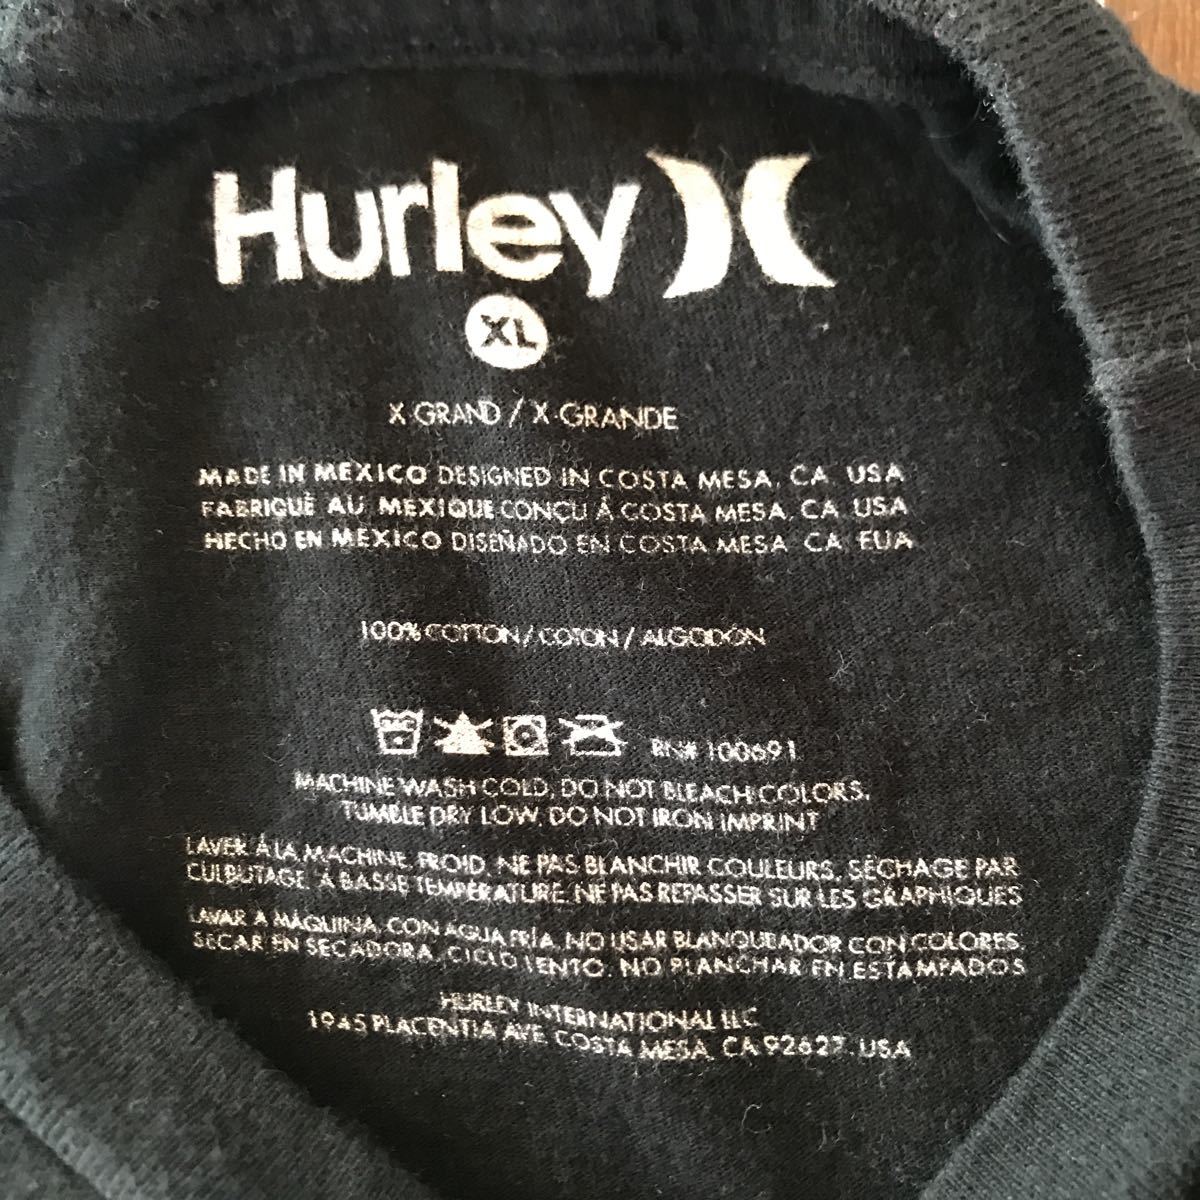 Hurley
XL
X-GRAND / X-GRANDE
MADE IN MEXICO DESIGNED IN COSTA MESA, CA USA
FABRIQUÉ AU MEXIQUE CONÇU À COSTA MESA, CA USA
HECHO EN MEXICO DISEÑADO EN COSTA MESA CA EUA
100% COTTON / COTON / ALGODÓN
RN# 100691
MACHINE WASH COLD, DO NOT BLEACH COLORS,
TUMBLE DRY LOW, DO NOT IRON IMPRINT
LAVER À LA MACHINE, FROID, NE PAS BLANCHIR COULEURS, SÉCHAGE PAR
CULBUTAGE, À BASSE TEMPÉRATURE, NE PAS REPASSER SUR LES GRAPHIQUES
LAVAR A MÁQUINA, CON AGUA FRÍA, NO USAR BLANQUEADOR CON COLORES,
SECAR EN SECADORA, CICLO LENTO, NO PLANCHAR EN ESTAMPADOS
HURLEY INTERNATIONAL LLC
1945 PLACENTIA AVE, COSTA MESA, CA 92627, USA